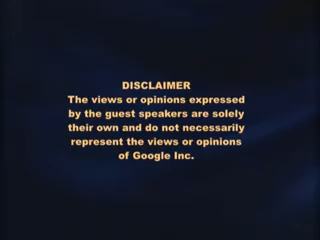 DISCLAIMER
The views or opinions expressed
by the guest speakers are solely
their own and do not necessarily
represent the views or opinions
of Google Inc.